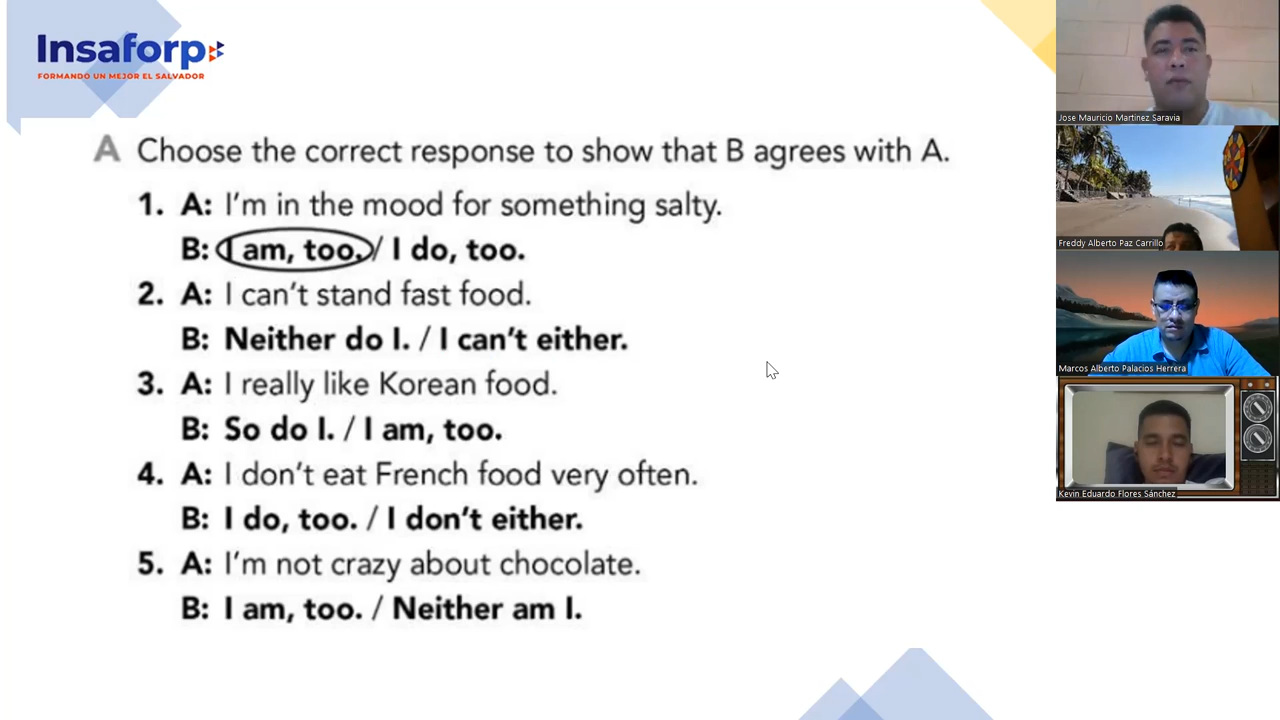 Insaforp
FORMANDO UN MEJOR EL SALVADOR
A Choose the correct response to show that B agrees with A.
1. A: I'm in the mood for something salty.
B: I am, too. / I do, too.
2. A: I can't stand fast food.
B: Neither do I. / I can't either.
3. A: I really like Korean food.
B: So do I. / I am, too.
4. A: I don't eat French food very often.
B: I do, too. / I don't either.
5. A: I'm not crazy about chocolate.
B: I am, too. / Neither am I.
Jose Mauricio Martinez Saravia
Freddy Alberto Paz Carrillo
Marcos Alberto Palacios Herrera
Kevin Eduardo Flores Sánchez